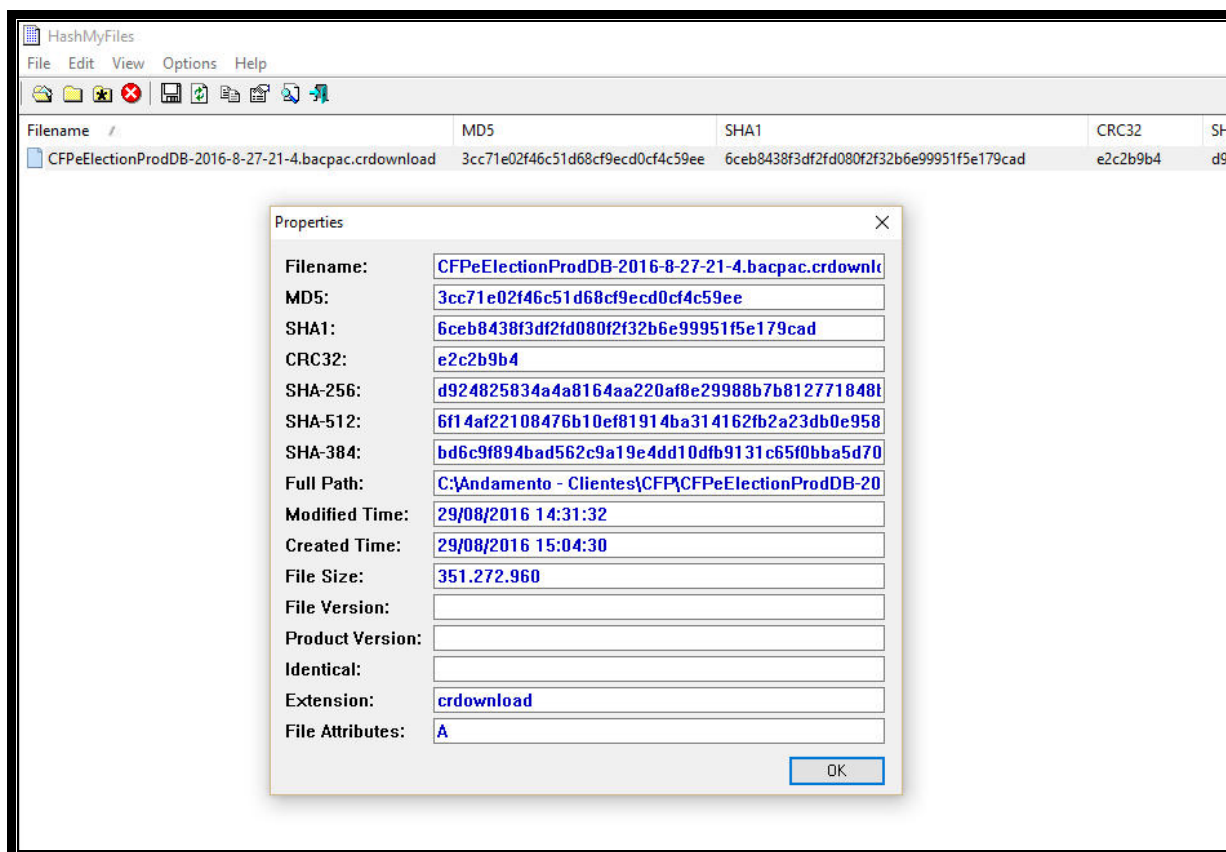 HashMyFiles
File Edit View Options Help
Filename / MD5 SHA1 CRC32 SH
CFPeElectionProdDB-2016-8-27-21-4.bacpac.crdownload 3cc71e02f46c51d68cf9ecd0cf4c59ee 6ceb8438f3df2fd080f2f32b6e99951f5e179cad e2c2b9b4 d9
Properties
Filename: CFPeElectionProdDB-2016-8-27-21-4.bacpac.crdownlo
MD5: 3cc71e02f46c51d68cf9ecd0cf4c59ee
SHA1: 6ceb8438f3df2fd080f2f32b6e99951f5e179cad
CRC32: e2c2b9b4
SHA-256: d924825834a4a8164aa220af8e29988b7b812771848b
SHA-512: 6f14af22108476b10ef81914ba314162fb2a23db0e958
SHA-384: bd6c9f894bad562c9a19e4dd10dfb9131c65f0bba5d70
Full Path: C:\Andamento - Clientes\CFP\CFPeElectionProdDB-20
Modified Time: 29/08/2016 14:31:32
Created Time: 29/08/2016 15:04:30
File Size: 351.272.960
File Version:
Product Version:
Identical:
Extension: crdownload
File Attributes: A
OK